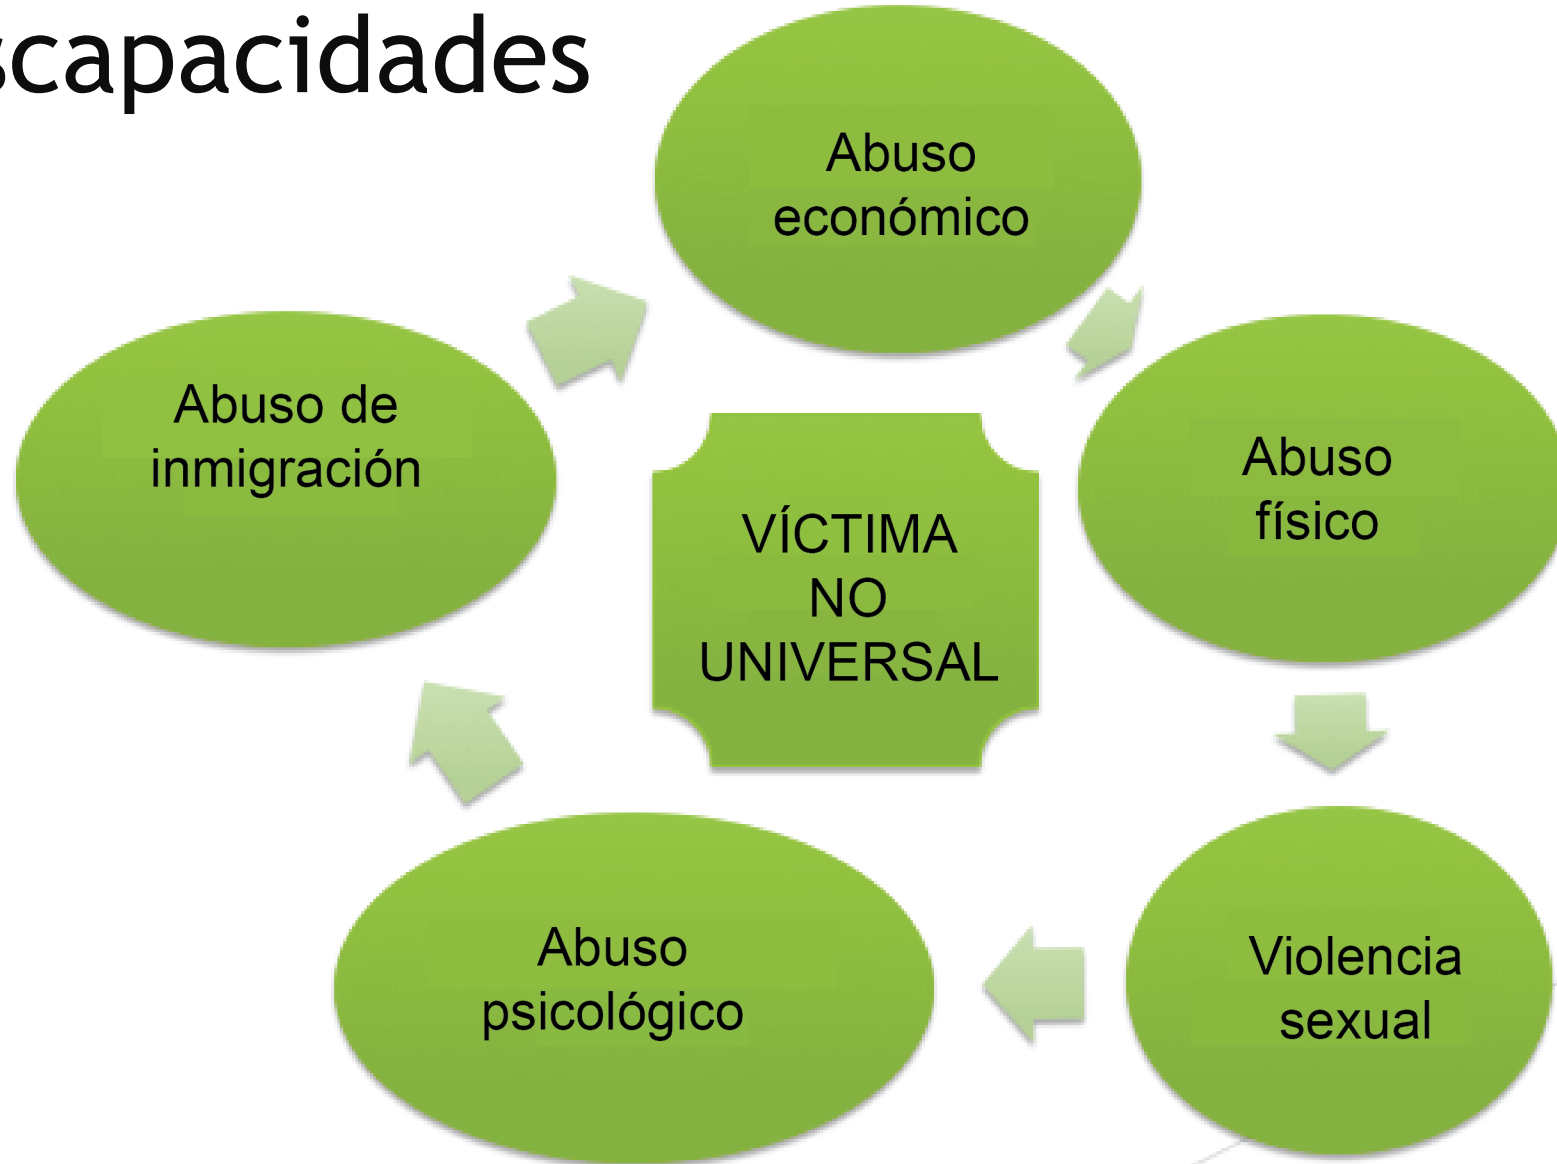 scapacidades
Abuso
económico
Abuso de
inmigración
Abuso
físico
VÍCTIMA
NO
UNIVERSAL
Abuso
psicológico
Violencia
sexual